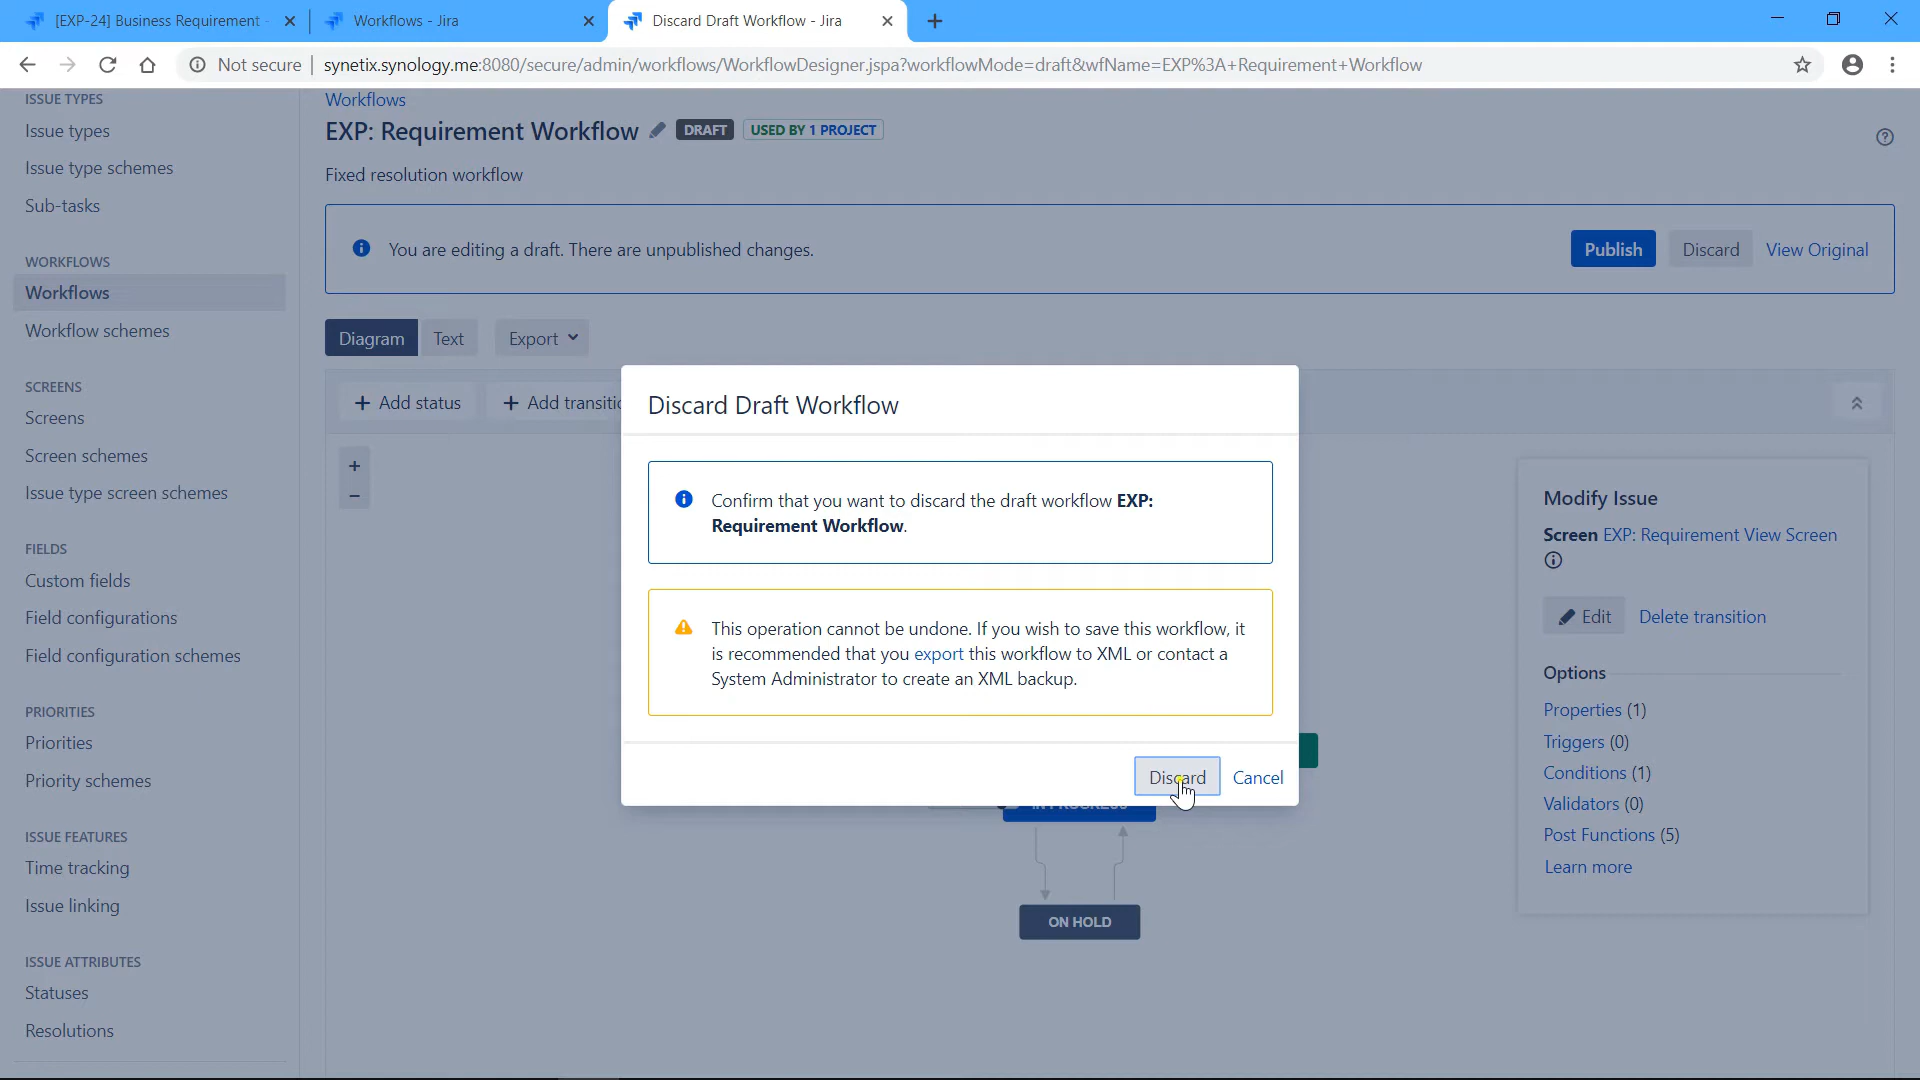 [EXP-24] Business Requirement -
Workflows - Jira
Discard Draft Workflow - Jira
Not secure
synetix.synology.me:8080/secure/admin/workflows/WorkflowDesigner.jspa?workflowMode=draft&wfName=EXP%3A+Requirement+Workflow
ISSUE TYPES
Issue types
Issue type schemes
Sub-tasks
WORKFLOWS
Workflows
Workflow schemes
SCREENS
Screens
Screen schemes
Issue type screen schemes
FIELDS
Custom fields
Field configurations
Field configuration schemes
PRIORITIES
Priorities
Priority schemes
ISSUE FEATURES
Time tracking
Issue linking
ISSUE ATTRIBUTES
Statuses
Resolutions
Workflows
EXP: Requirement Workflow DRAFT USED BY 1 PROJECT
Fixed resolution workflow
You are editing a draft. There are unpublished changes.
Publish Discard View Original
Diagram Text Export
+ Add status + Add transitio
+
−
Discard Draft Workflow
Confirm that you want to discard the draft workflow EXP:
Requirement Workflow.
This operation cannot be undone. If you wish to save this workflow, it
is recommended that you export this workflow to XML or contact a
System Administrator to create an XML backup.
Discard Cancel
IN PROGRESS
ON HOLD
Modify Issue
Screen EXP: Requirement View Screen
Edit Delete transition
Options
Properties (1)
Triggers (0)
Conditions (1)
Validators (0)
Post Functions (5)
Learn more